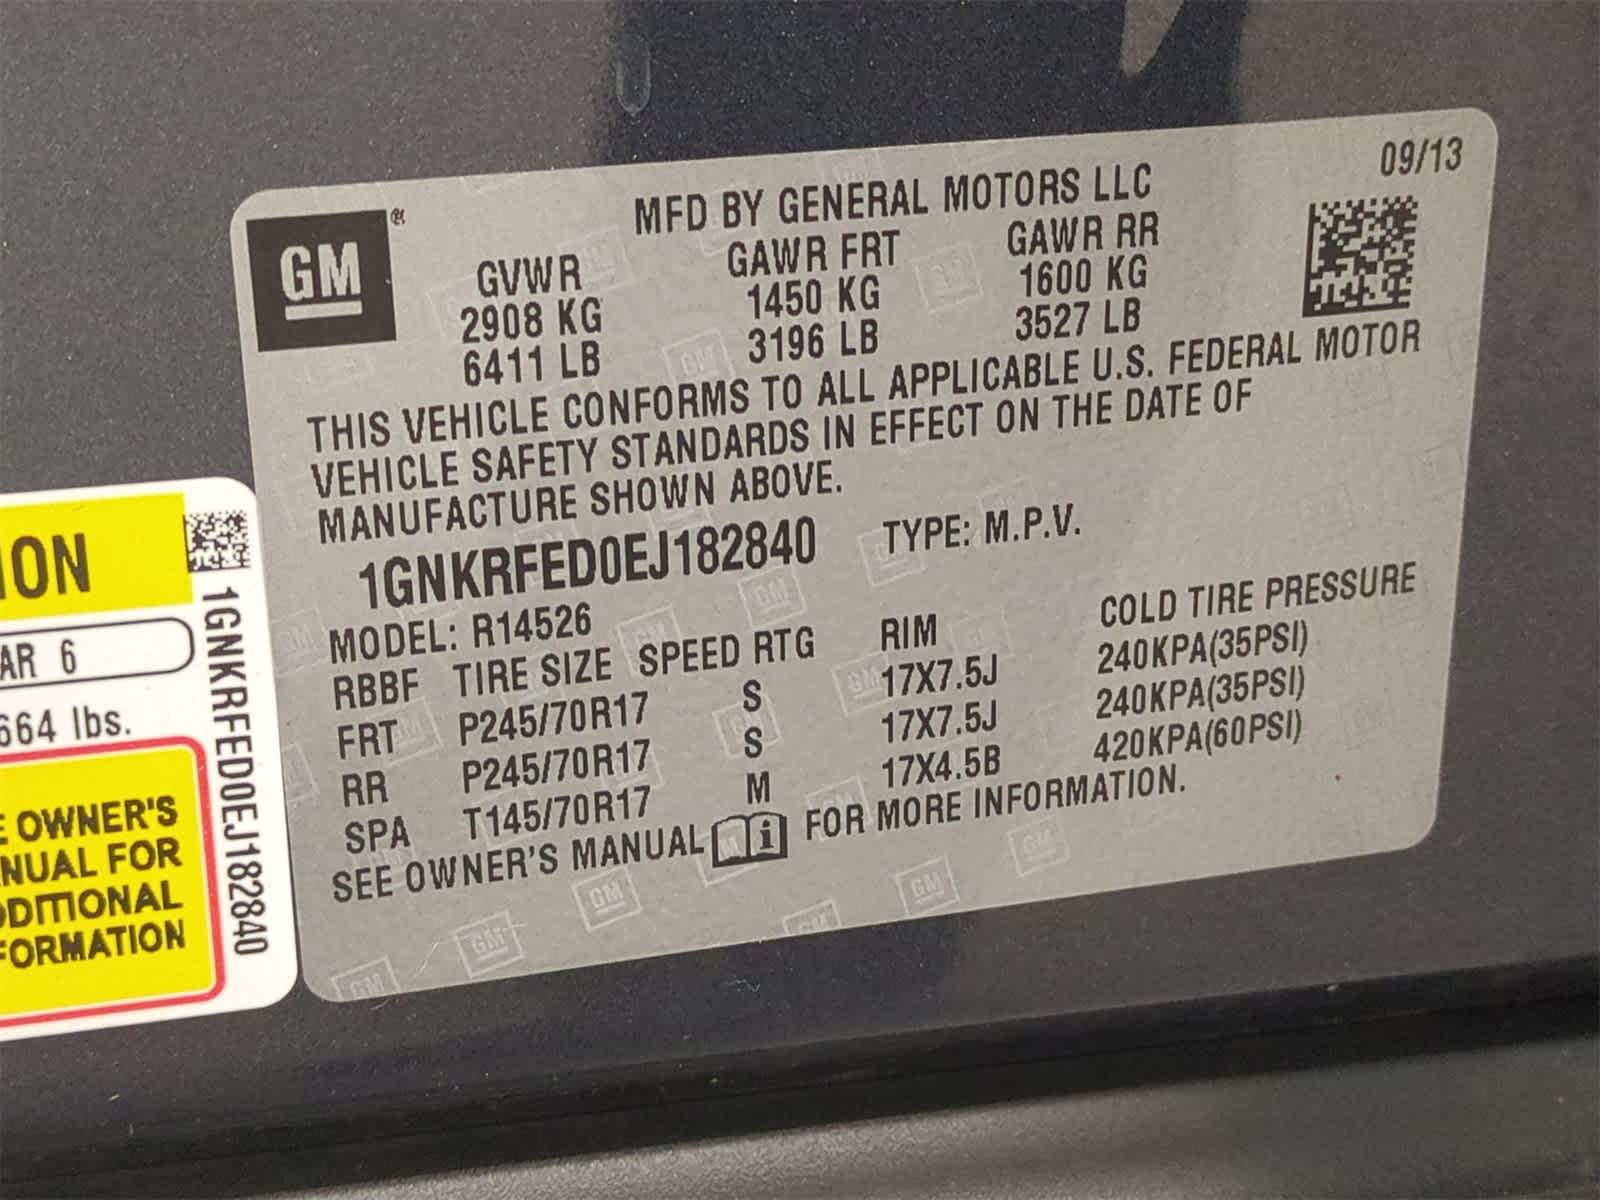 09/13
GM®
MFD BY GENERAL MOTORS LLC
GVWR GAWR FRT GAWR RR
2908 KG 1450 KG 1600 KG
6411 LB 3196 LB 3527 LB
THIS VEHICLE CONFORMS TO ALL APPLICABLE U.S. FEDERAL MOTOR
VEHICLE SAFETY STANDARDS IN EFFECT ON THE DATE OF
MANUFACTURE SHOWN ABOVE.
1GNKRFED0EJ182840 TYPE: M.P.V.
MODEL: R14526
RBBF TIRE SIZE SPEED RTG RIM COLD TIRE PRESSURE
FRT P245/70R17 S 17X7.5J 240KPA(35PSI)
RR P245/70R17 S 17X7.5J 240KPA(35PSI)
SPA T145/70R17 M 17X4.5B 420KPA(60PSI)
SEE OWNER'S MANUAL i FOR MORE INFORMATION.
ION
AR 6
664 lbs.
E OWNER'S
NUAL FOR
DDITIONAL
FORMATION
1GNKRFED0EJ182840